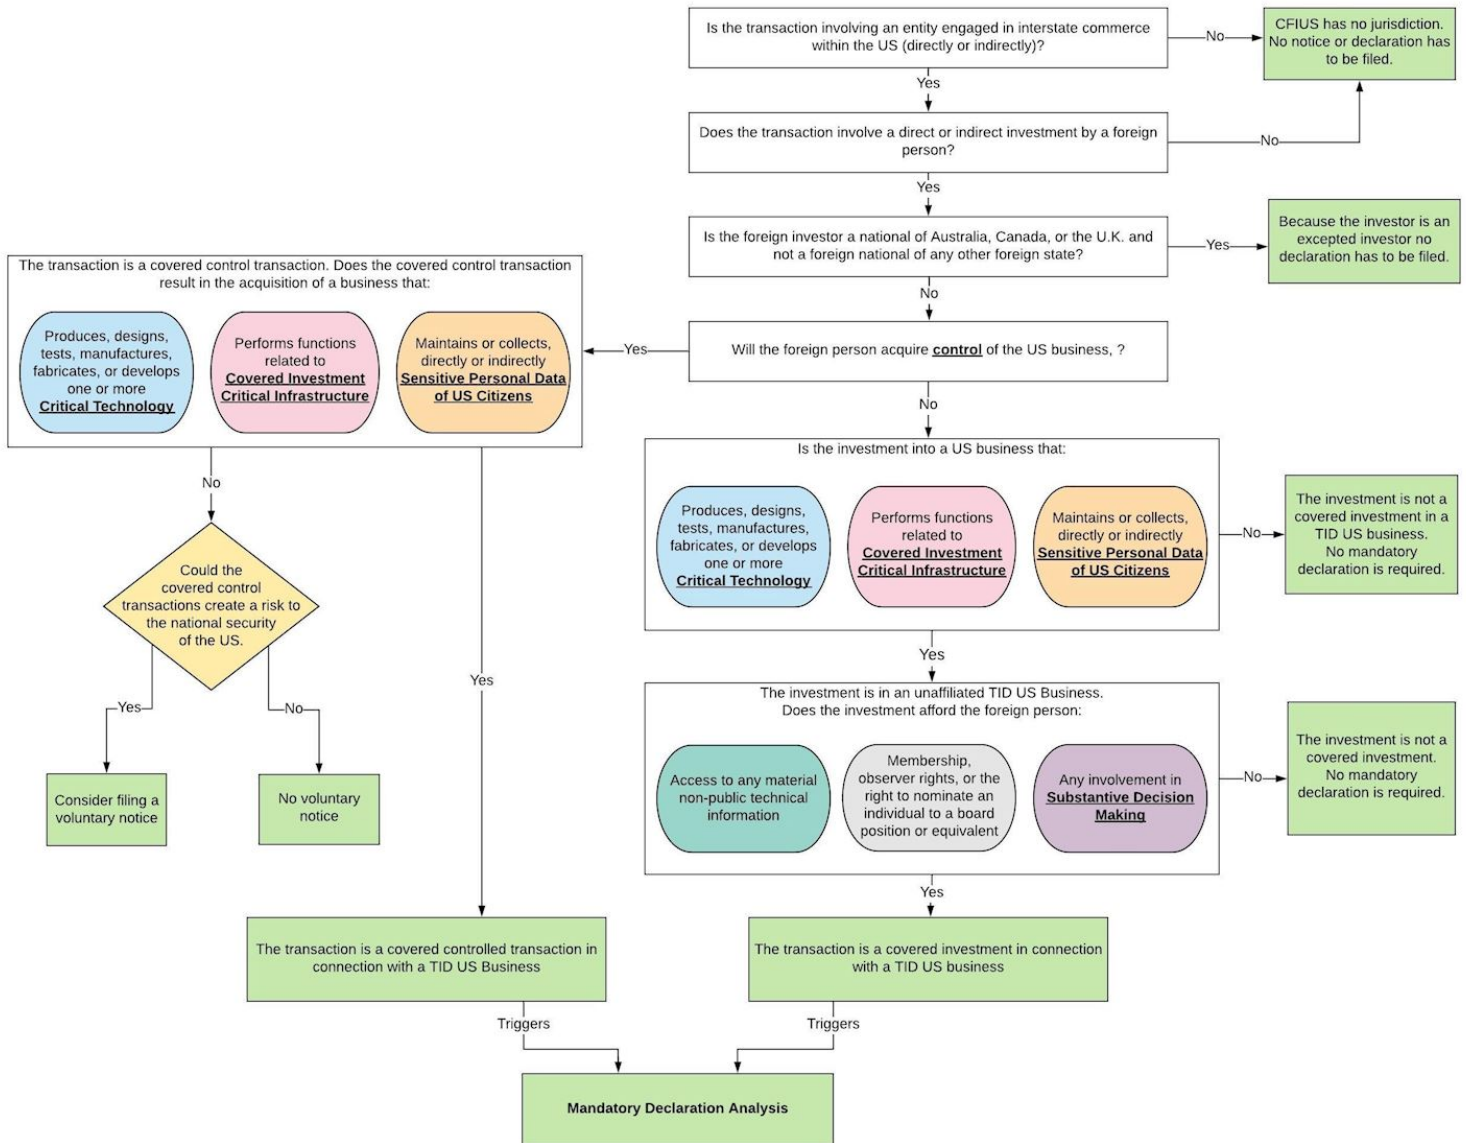 Is the transaction involving an entity engaged in interstate commerce
within the US (directly or indirectly)?
No
CFIUS has no jurisdiction.
No notice or declaration has
to be filed.
Yes
Does the transaction involve a direct or indirect investment by a foreign
person?
No
Yes
Is the foreign investor a national of Australia, Canada, or the U.K. and
not a foreign national of any other foreign state?
Yes
Because the investor is an
excepted investor no
declaration has to be filed.
No
Will the foreign person acquire control of the US business, ?
Yes
The transaction is a covered control transaction. Does the covered control transaction
result in the acquisition of a business that:
Produces, designs,
tests, manufactures,
fabricates, or develops
one or more
Critical Technology
Performs functions
related to
Covered Investment
Critical Infrastructure
Maintains or collects,
directly or indirectly
Sensitive Personal Data
of US Citizens
No
Could the
covered control
transactions create a risk to
the national security
of the US.
Yes
Consider filing a
voluntary notice
No
No voluntary
notice
Yes
The transaction is a covered controlled transaction in
connection with a TID US Business
No
Is the investment into a US business that:
Produces, designs,
tests, manufactures,
fabricates, or develops
one or more
Critical Technology
Performs functions
related to
Covered Investment
Critical Infrastructure
Maintains or collects,
directly or indirectly
Sensitive Personal Data
of US Citizens
No
The investment is not a
covered investment in a
TID US business.
No mandatory
declaration is required.
Yes
The investment is in an unaffiliated TID US Business.
Does the investment afford the foreign person:
Access to any material
non-public technical
information
Membership,
observer rights, or the
right to nominate an
individual to a board
position or equivalent
Any involvement in
Substantive Decision
Making
No
The investment is not a
covered investment.
No mandatory
declaration is required.
Yes
The transaction is a covered investment in connection
with a TID US business
Triggers
Triggers
Mandatory Declaration Analysis